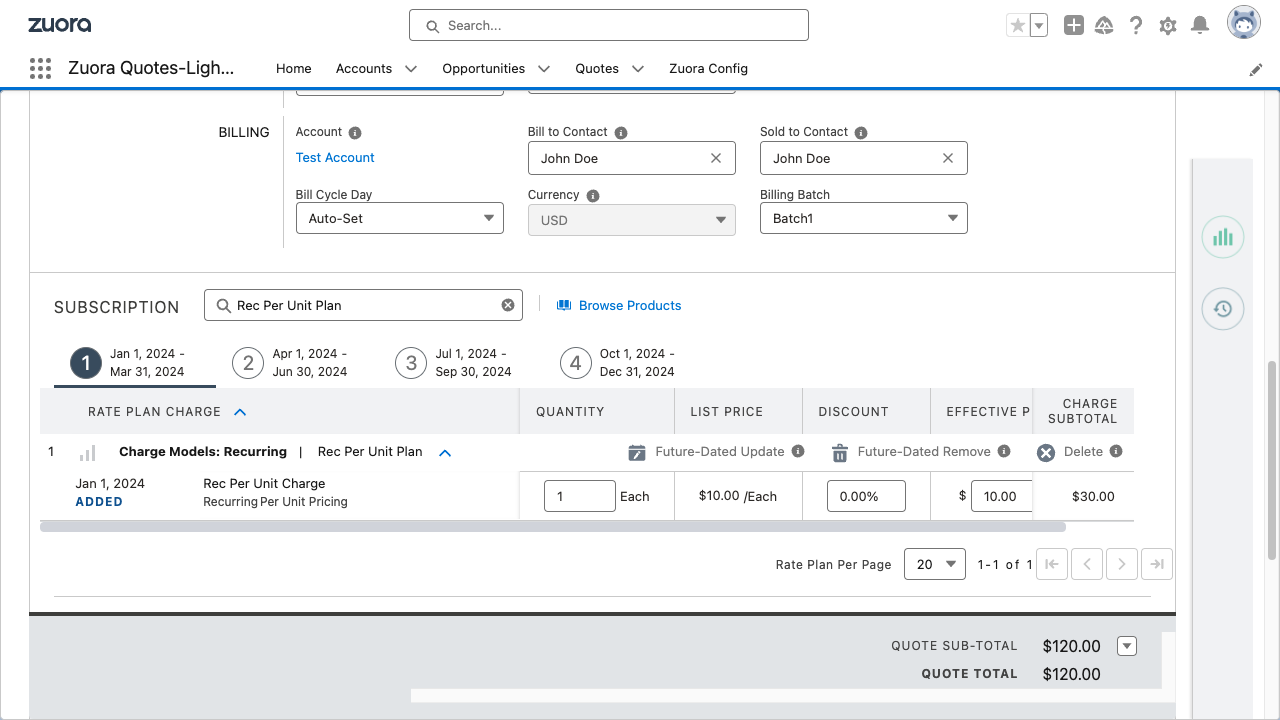 zuora
Search...
Zuora Quotes-Ligh...
Home
Accounts
Opportunities
Quotes
Zuora Config
BILLING
Account
Bill to Contact
Sold to Contact
Test Account
John Doe
John Doe
Bill Cycle Day
Currency
Billing Batch
Auto-Set
USD
Batch1
SUBSCRIPTION
Rec Per Unit Plan
Browse Products
1
Jan 1, 2024 -
Mar 31, 2024
2
Apr 1, 2024 -
Jun 30, 2024
3
Jul 1, 2024 -
Sep 30, 2024
4
Oct 1, 2024 -
Dec 31, 2024
RATE PLAN CHARGE
QUANTITY
LIST PRICE
DISCOUNT
EFFECTIVE P
CHARGE
SUBTOTAL
1
Charge Models: Recurring | Rec Per Unit Plan
Future-Dated Update
Future-Dated Remove
Delete
Jan 1, 2024
ADDED
Rec Per Unit Charge
Recurring Per Unit Pricing
1
Each
$10.00 /Each
0.00%
$ 10.00
$30.00
Rate Plan Per Page
20
1-1 of 1
QUOTE SUB-TOTAL
$120.00
QUOTE TOTAL
$120.00